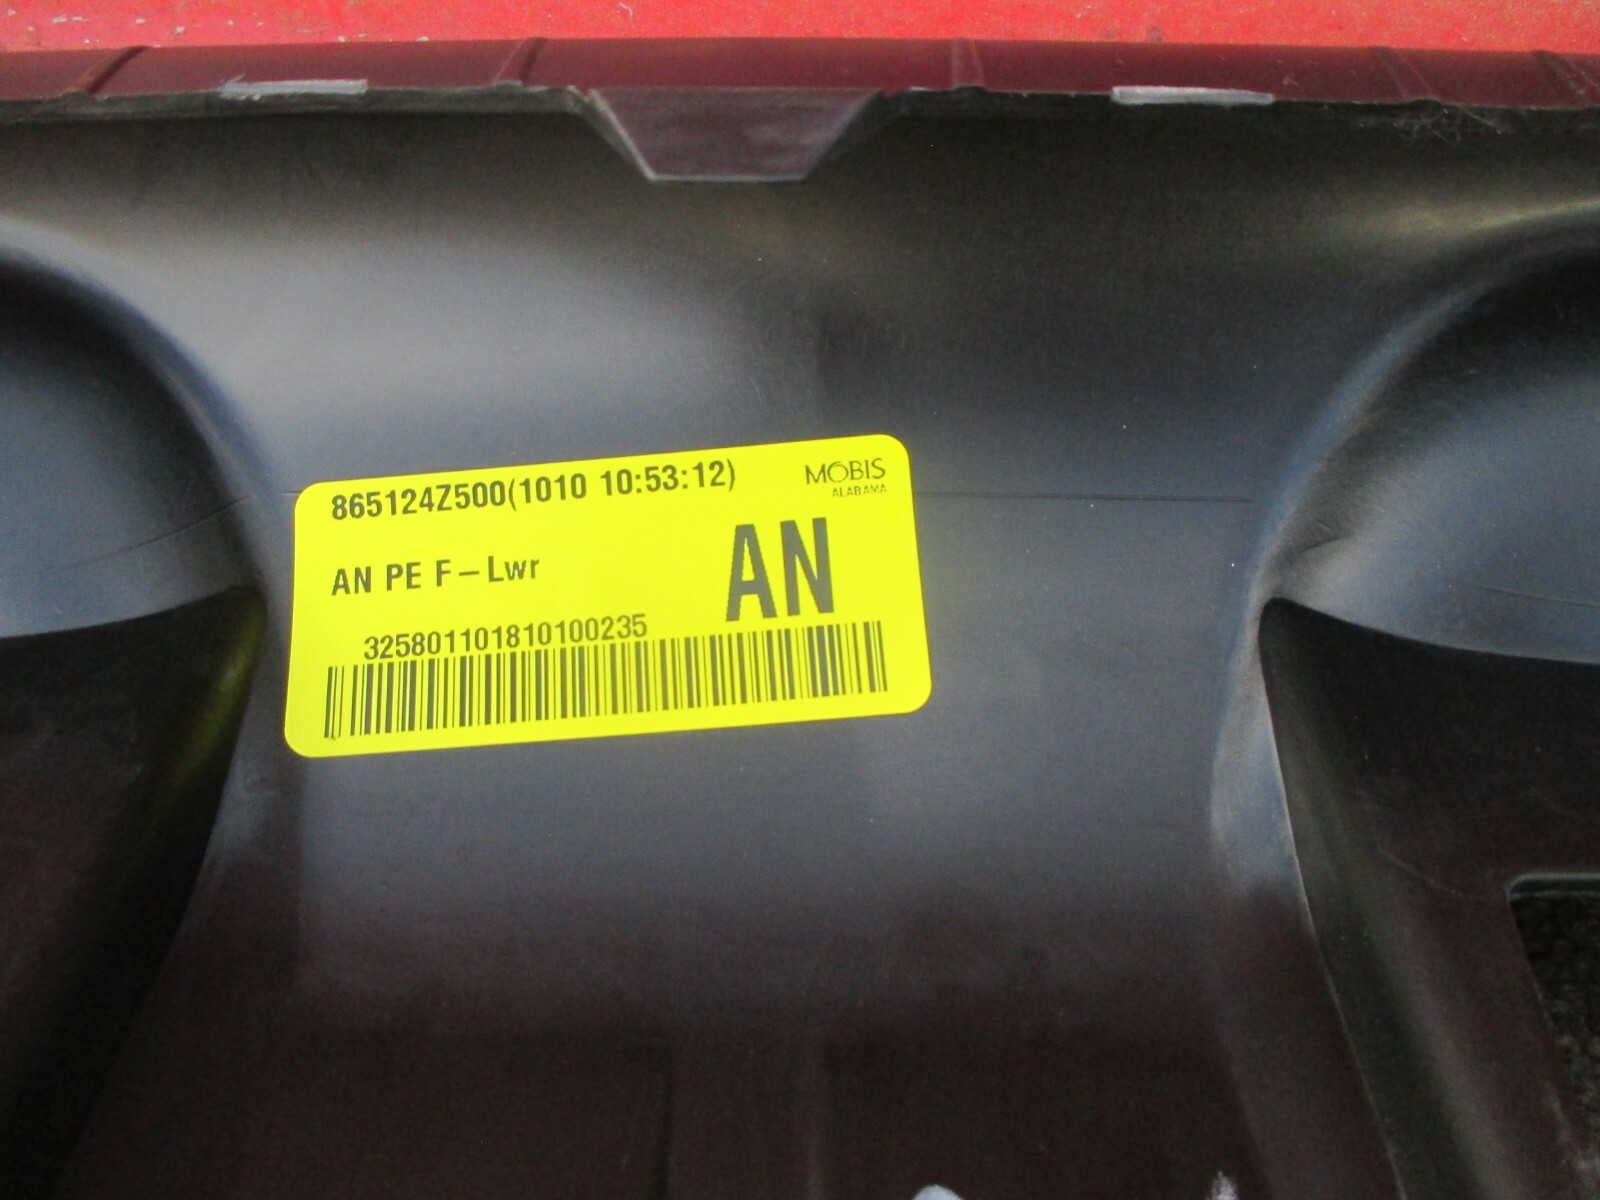 865124Z500(1010 10:53:12)
MOBIS
ALABAMA
AN PE F-Lwr
AN
325801101810100235